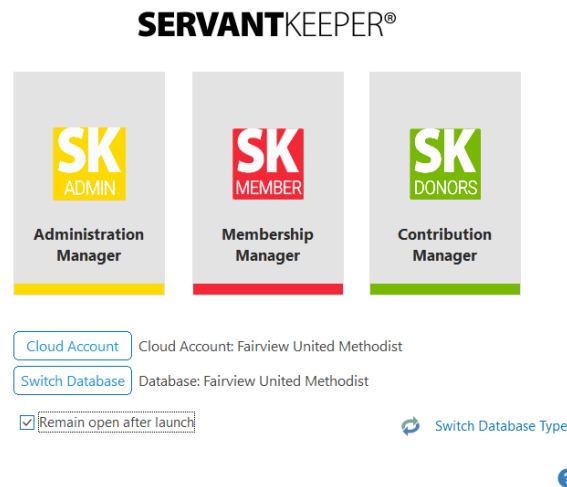 SERVANTKEEPER®
SK
ADMIN
Administration
Manager
SK
MEMBER
Membership
Manager
SK
DONORS
Contribution
Manager
Cloud Account
Cloud Account: Fairview United Methodist
Switch Database
Database: Fairview United Methodist
Remain open after launch
Switch Database Type
?